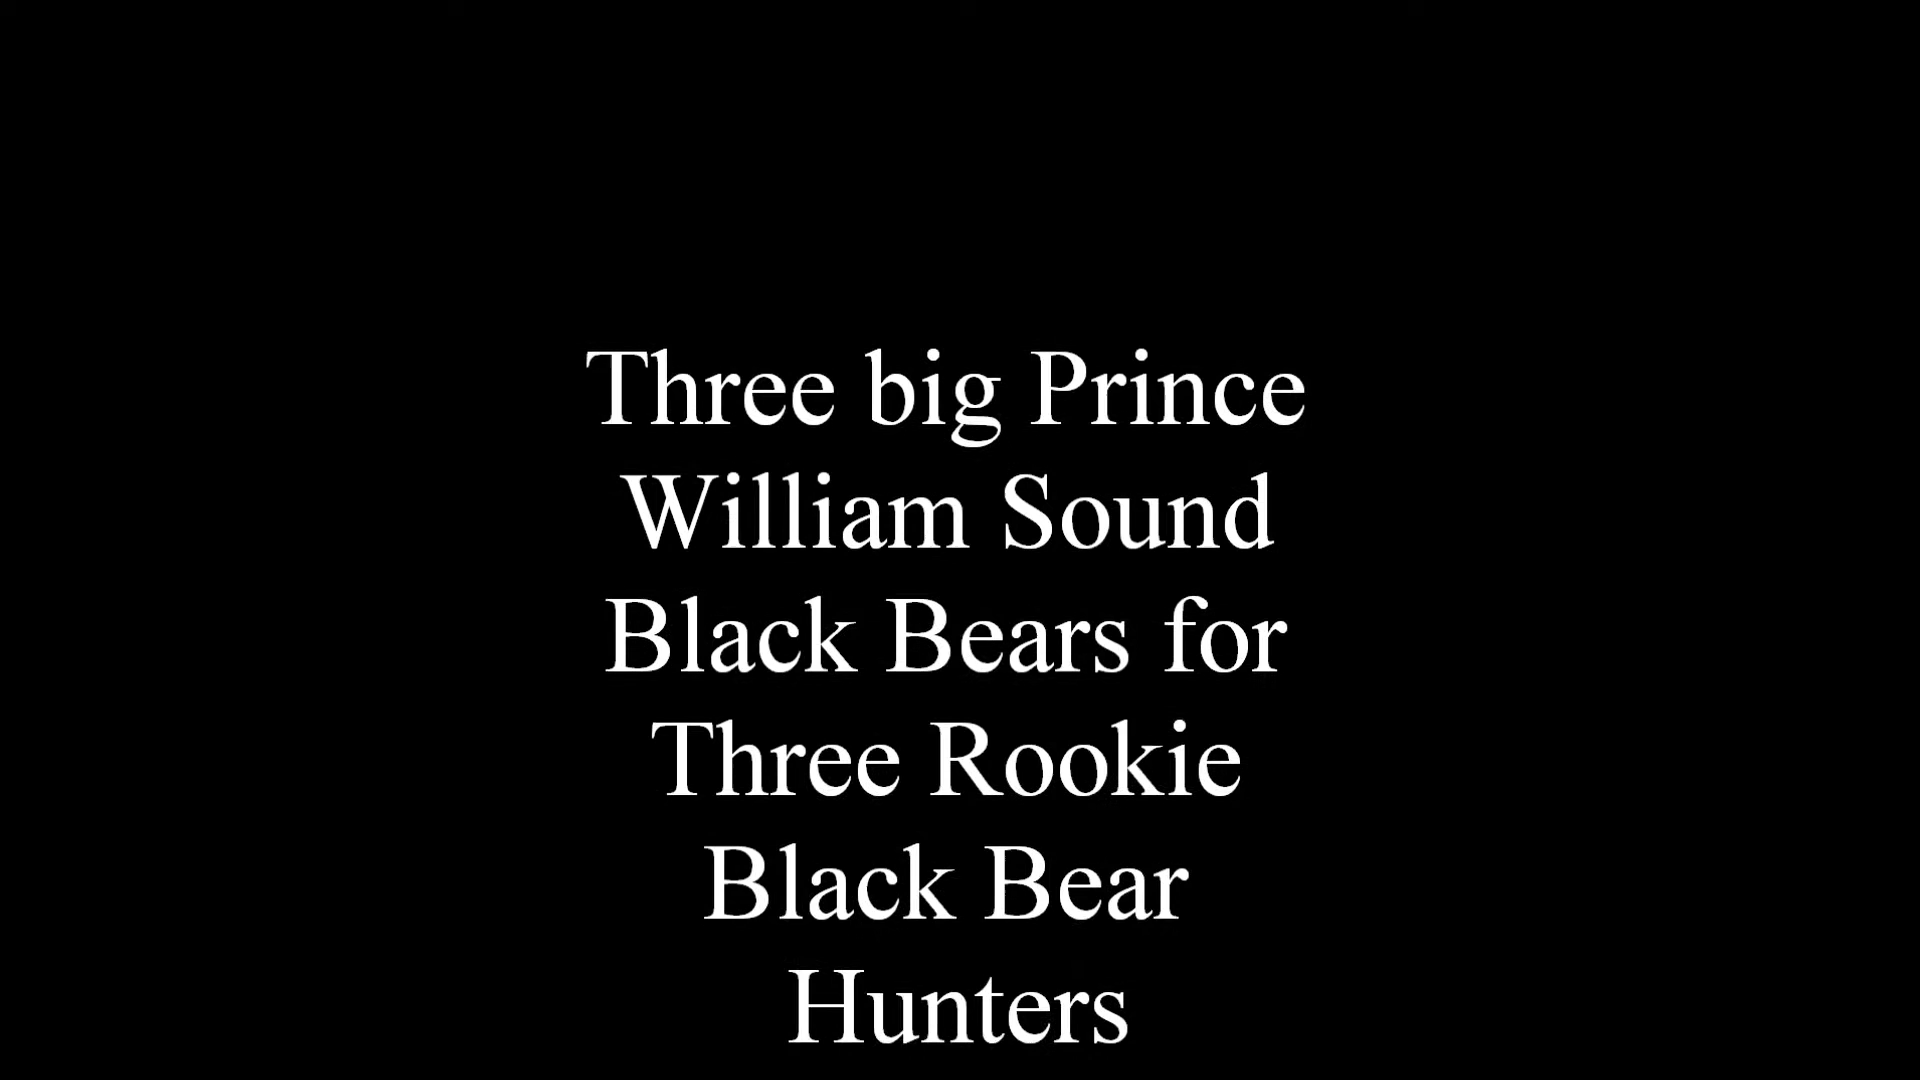 Three big Prince
William Sound
Black Bears for
Three Rookie
Black Bear
Hunters